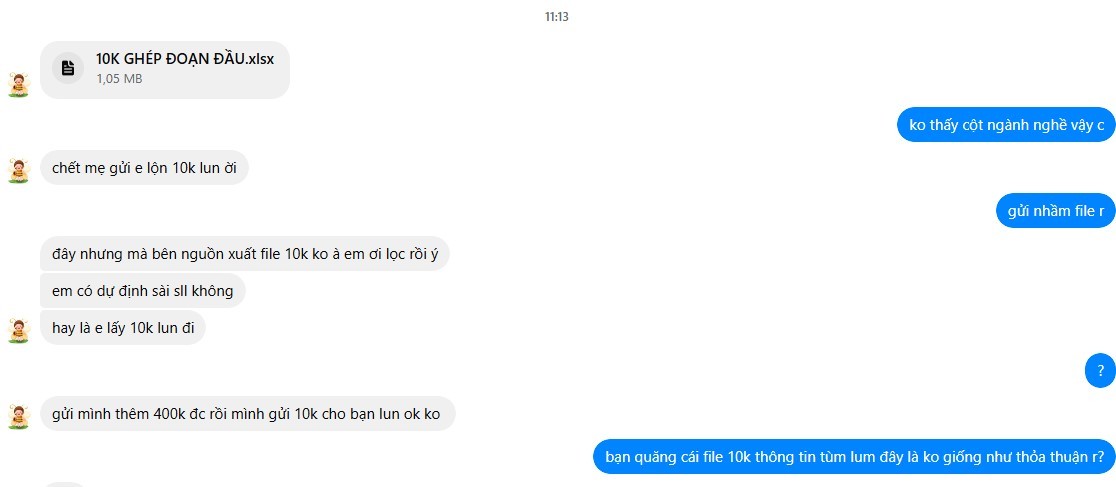 11:13
10K GHÉP ĐOẠN ĐẦU.xlsx
1,05 MB
ko thấy cột ngành nghề vậy c
chết mẹ gửi e lộn 10k lun ời
gửi nhầm file r
đây nhưng mà bên nguồn xuất file 10k ko à em ơi lọc rồi ý
em có dự định sài sll không
hay là e lấy 10k lun đi
?
gửi mình thêm 400k đc rồi mình gửi 10k cho bạn lun ok ko
bạn quăng cái file 10k thông tin tùm lum đây là ko giống như thỏa thuận r?